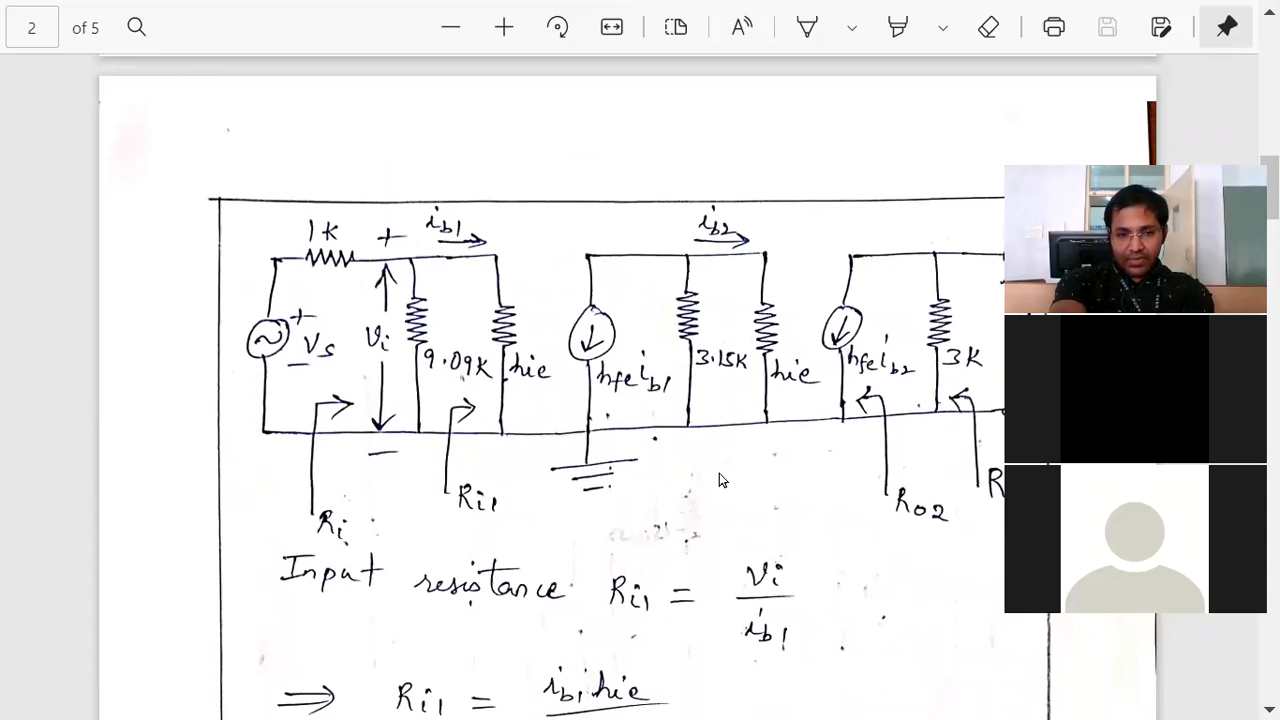 2 of 5
1K + ib1 ib2
+ Vs - Vi 9.09K hie hfe ib1 3.15K hie hfe ib2 3K
-
Ri Ri1 Ro2 R
Input resistance Ri1 = Vi / ib1
⇒ Ri1 = ib1 hie